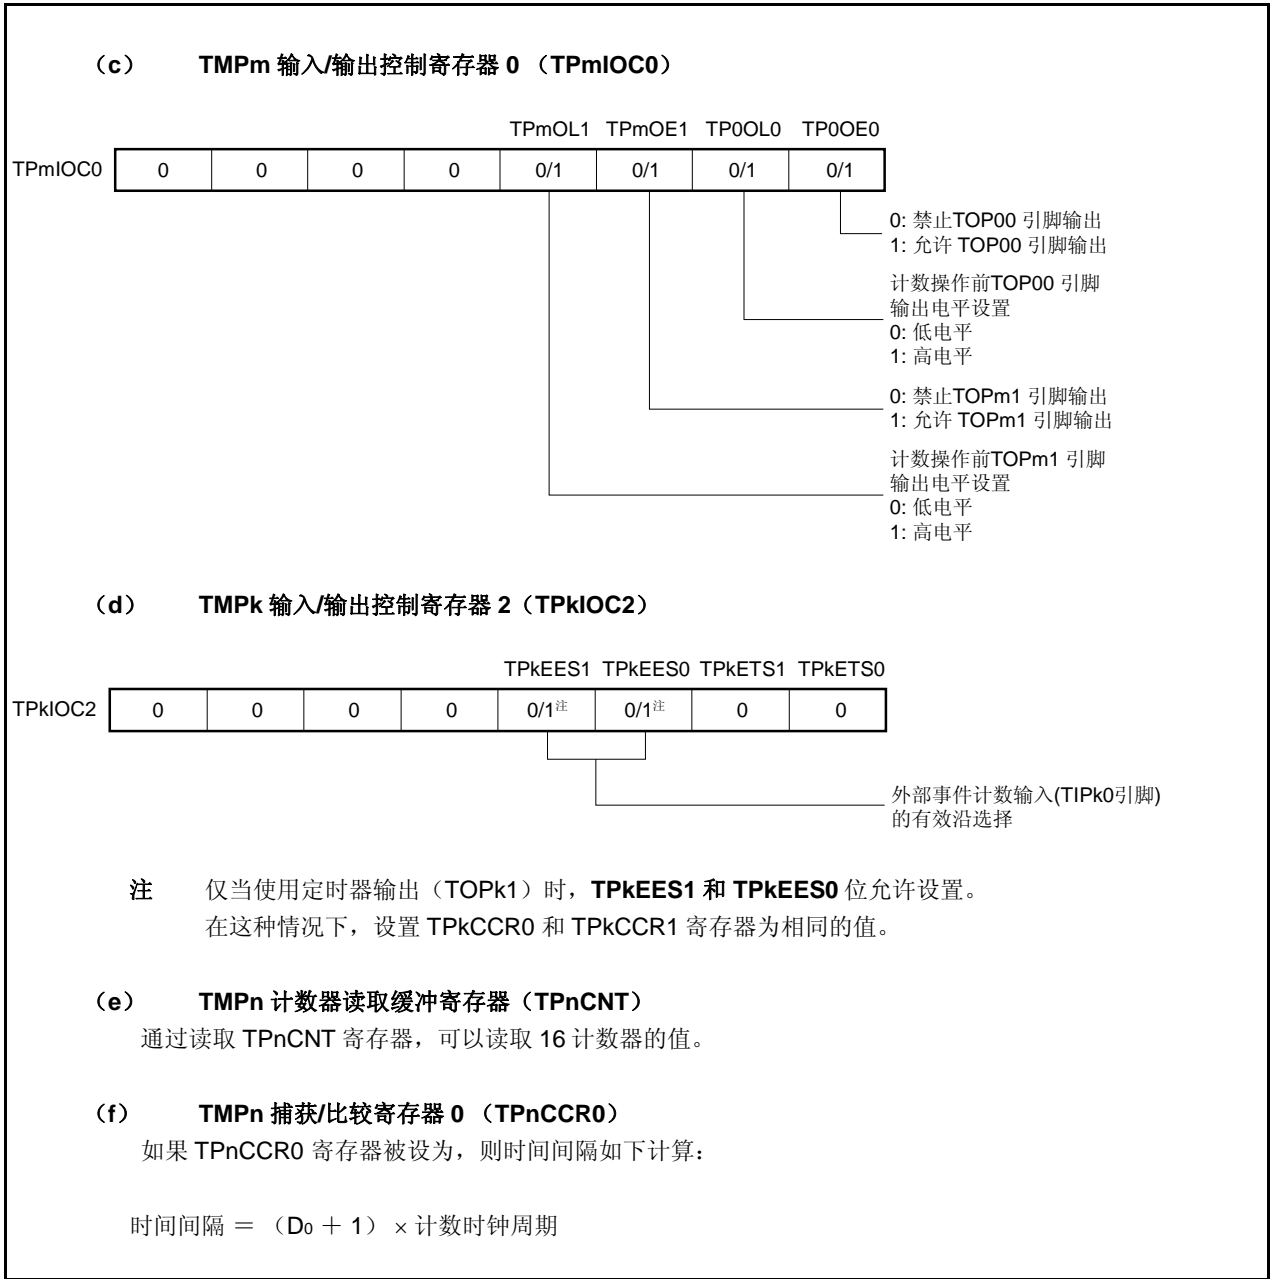 （c） TMPm 输入/输出控制寄存器 0 （TPmIOC0）
TPmOL1 TPmOE1 TP0OL0 TP0OE0
TPmIOC0 0 0 0 0 0/1 0/1 0/1 0/1
0: 禁止TOP00 引脚输出
1: 允许 TOP00 引脚输出
计数操作前TOP00 引脚
输出电平设置
0: 低电平
1: 高电平
0: 禁止TOPm1 引脚输出
1: 允许 TOPm1 引脚输出
计数操作前TOPm1 引脚
输出电平设置
0: 低电平
1: 高电平
（d） TMPk 输入/输出控制寄存器 2（TPkIOC2）
TPkEES1 TPkEES0 TPkETS1 TPkETS0
TPkIOC2 0 0 0 0 0/1注 0/1注 0 0
外部事件计数输入(TIPk0引脚)
的有效沿选择
注 仅当使用定时器输出（TOPk1）时，TPkEES1 和 TPkEES0 位允许设置。
在这种情况下，设置 TPkCCR0 和 TPkCCR1 寄存器为相同的值。
（e） TMPn 计数器读取缓冲寄存器（TPnCNT）
通过读取 TPnCNT 寄存器，可以读取 16 计数器的值。
（f） TMPn 捕获/比较寄存器 0 （TPnCCR0）
如果 TPnCCR0 寄存器被设为，则时间间隔如下计算：
时间间隔 ＝ （D0 ＋ 1） × 计数时钟周期